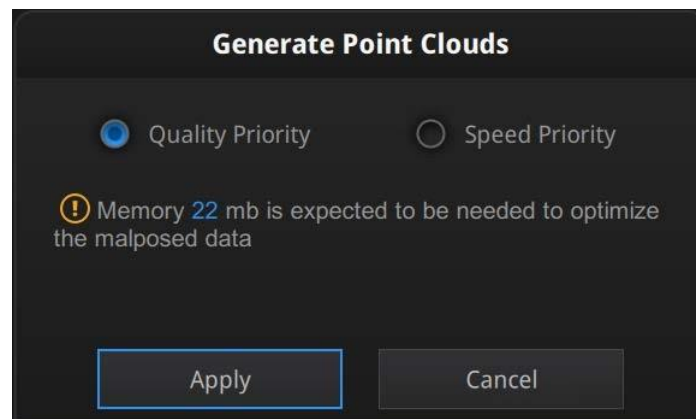 Generate Point Clouds
Quality Priority Speed Priority
Memory 22 mb is expected to be needed to optimize
the malposed data
Apply Cancel